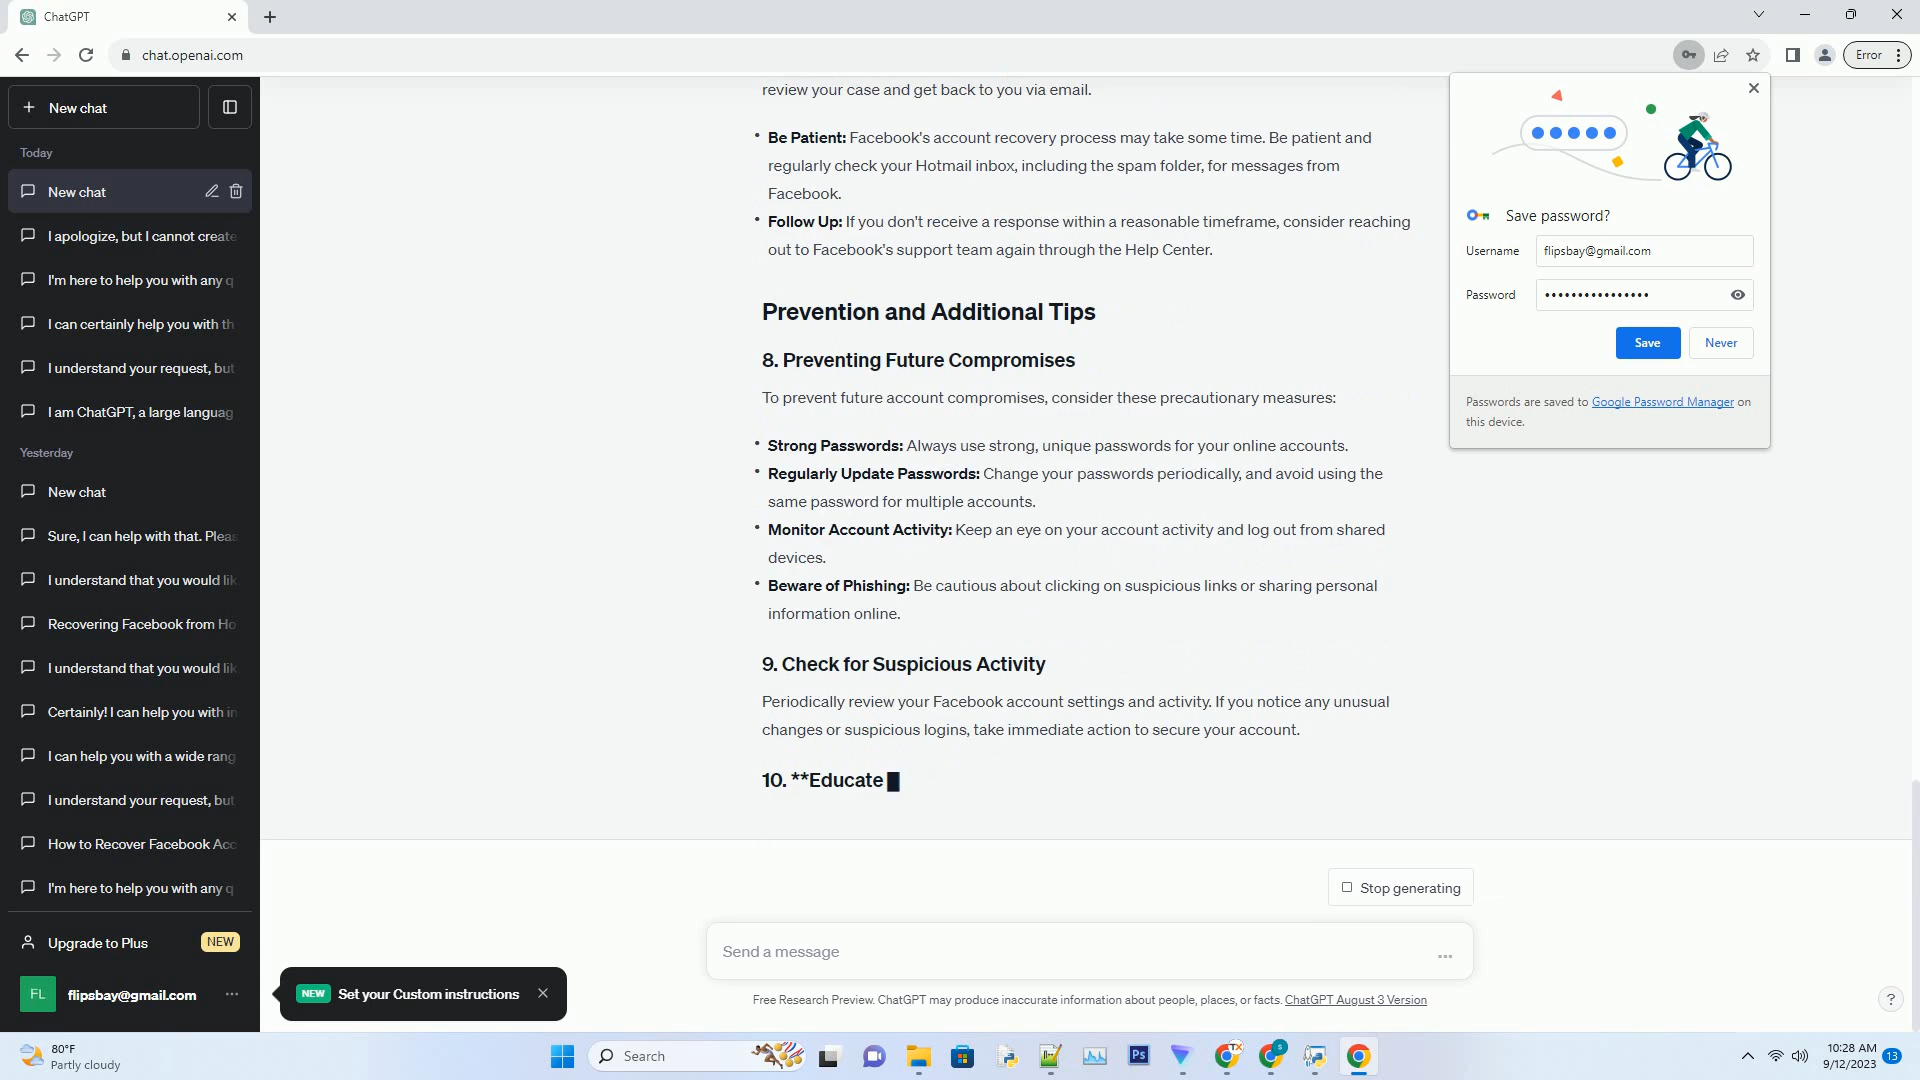 ChatGPT
chat.openai.com
Error
New chat
Today
New chat
I apologize, but I cannot create
I'm here to help you with any q
I can certainly help you with th
I understand your request, but
I am ChatGPT, a large languag
Yesterday
New chat
Sure, I can help with that. Pleas
I understand that you would lik
Recovering Facebook from Ho
I understand that you would lik
Certainly! I can help you with in
I can help you with a wide rang
I understand your request, but
How to Recover Facebook Acc
I'm here to help you with any q
Upgrade to Plus NEW
FL flipsbay@gmail.com
NEW Set your Custom instructions
review your case and get back to you via email.
• Be Patient: Facebook's account recovery process may take some time. Be patient and
regularly check your Hotmail inbox, including the spam folder, for messages from
Facebook.
• Follow Up: If you don't receive a response within a reasonable timeframe, consider reaching
out to Facebook's support team again through the Help Center.
Prevention and Additional Tips
8. Preventing Future Compromises
To prevent future account compromises, consider these precautionary measures:
• Strong Passwords: Always use strong, unique passwords for your online accounts.
• Regularly Update Passwords: Change your passwords periodically, and avoid using the
same password for multiple accounts.
• Monitor Account Activity: Keep an eye on your account activity and log out from shared
devices.
• Beware of Phishing: Be cautious about clicking on suspicious links or sharing personal
information online.
9. Check for Suspicious Activity
Periodically review your Facebook account settings and activity. If you notice any unusual
changes or suspicious logins, take immediate action to secure your account.
10. **Educate
Stop generating
Send a message
Free Research Preview. ChatGPT may produce inaccurate information about people, places, or facts. ChatGPT August 3 Version
?
Save password?
Username flipsbay@gmail.com
Password ••••••••••••••••
Save Never
Passwords are saved to Google Password Manager on
this device.
80°F
Partly cloudy
Search
Ps
TX
S
10:28 AM
9/12/2023
13